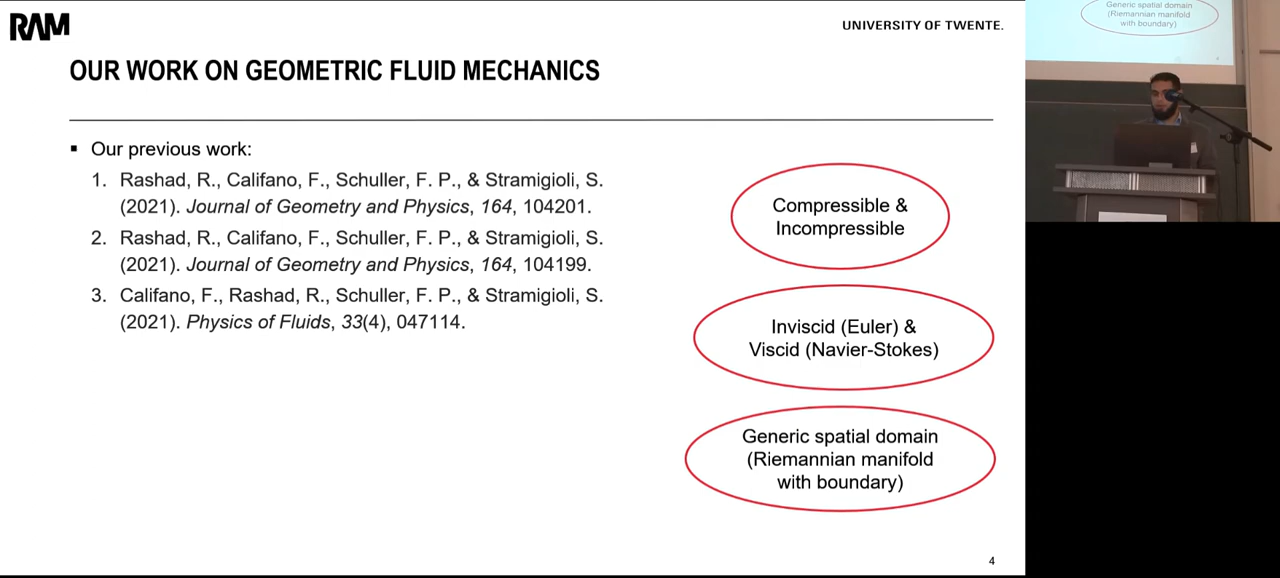 RAM
UNIVERSITY OF TWENTE.
OUR WORK ON GEOMETRIC FLUID MECHANICS
▪ Our previous work:
1. Rashad, R., Califano, F., Schuller, F. P., & Stramigioli, S.
(2021). Journal of Geometry and Physics, 164, 104201.
2. Rashad, R., Califano, F., Schuller, F. P., & Stramigioli, S.
(2021). Journal of Geometry and Physics, 164, 104199.
3. Califano, F., Rashad, R., Schuller, F. P., & Stramigioli, S.
(2021). Physics of Fluids, 33(4), 047114.
Compressible &
Incompressible
Inviscid (Euler) &
Viscid (Navier-Stokes)
Generic spatial domain
(Riemannian manifold
with boundary)
4
Generic spatial domain
(Riemannian manifold
with boundary)